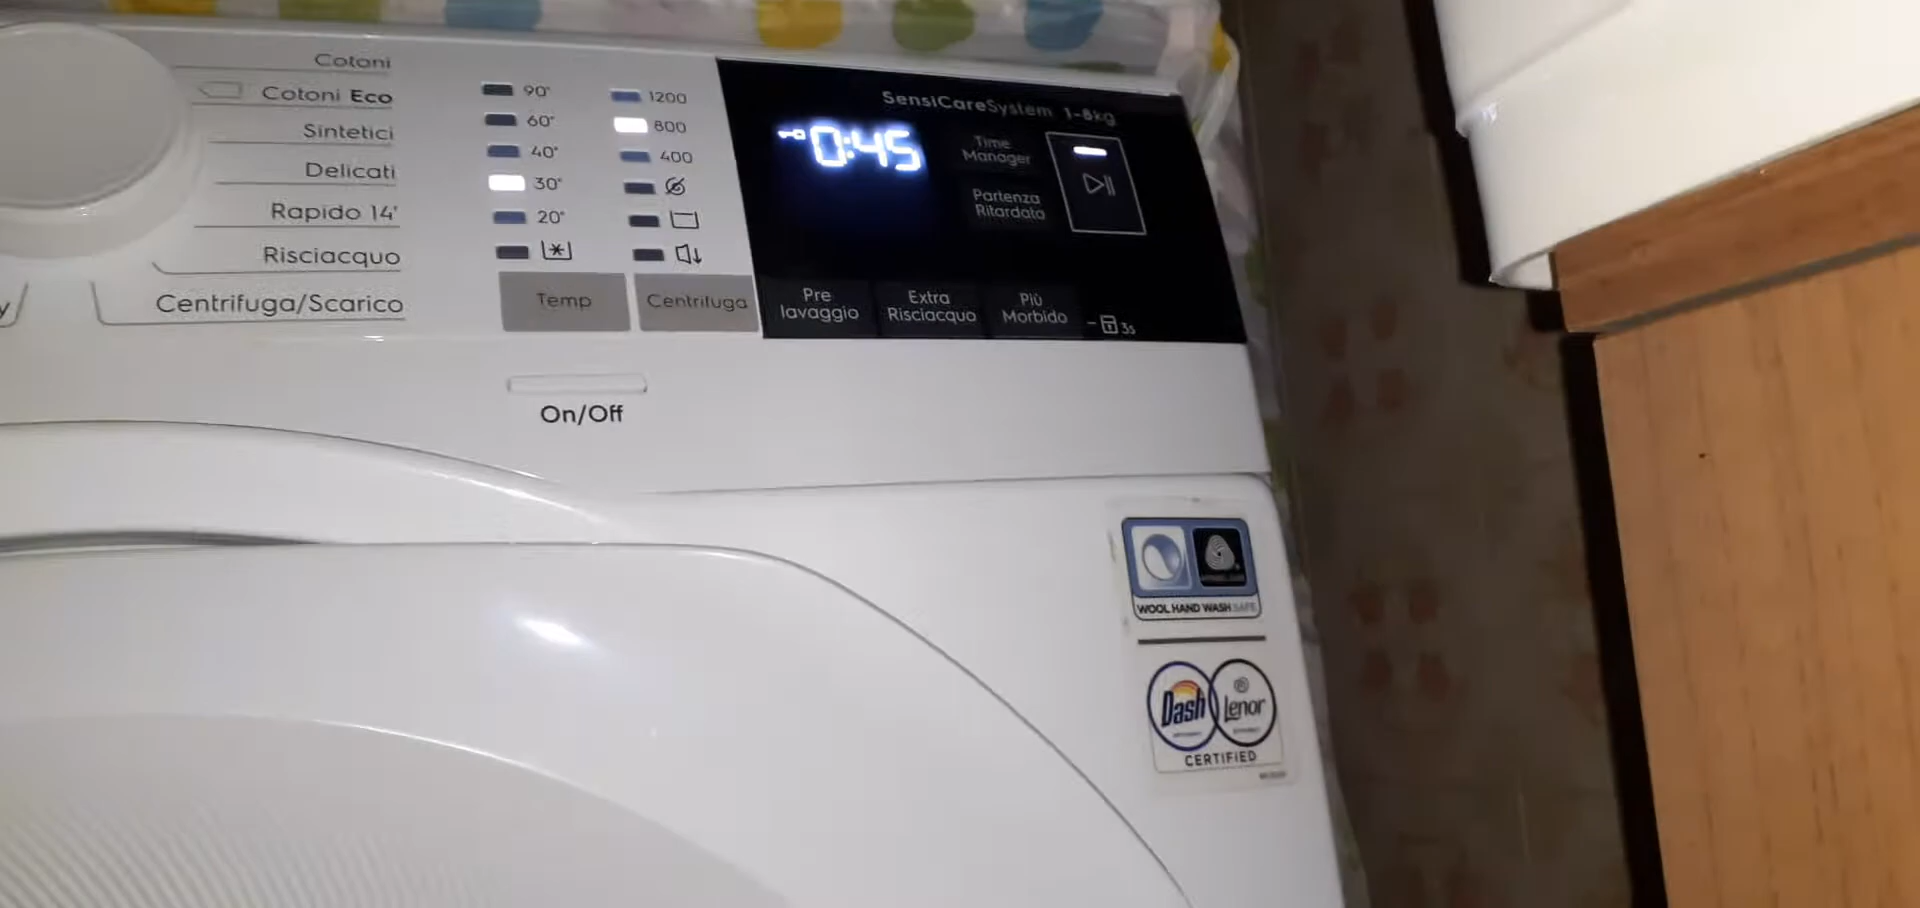 Cotoni
Cotoni Eco
Sintetici
Delicati
Rapido 14'
Risciacquo
Centrifuga/Scarico
y
90°
60°
40°
30°
20°
1200
800
400
Temp
Centrifuga
SensiCareSystem 1-8kg
0:45
Time
Manager
Partenza
Ritardata
Pre
lavaggio
Extra
Risciacquo
Più
Morbido
3s
On/Off
WOOL HAND WASH SAFE
Dash
Lenor
CERTIFIED